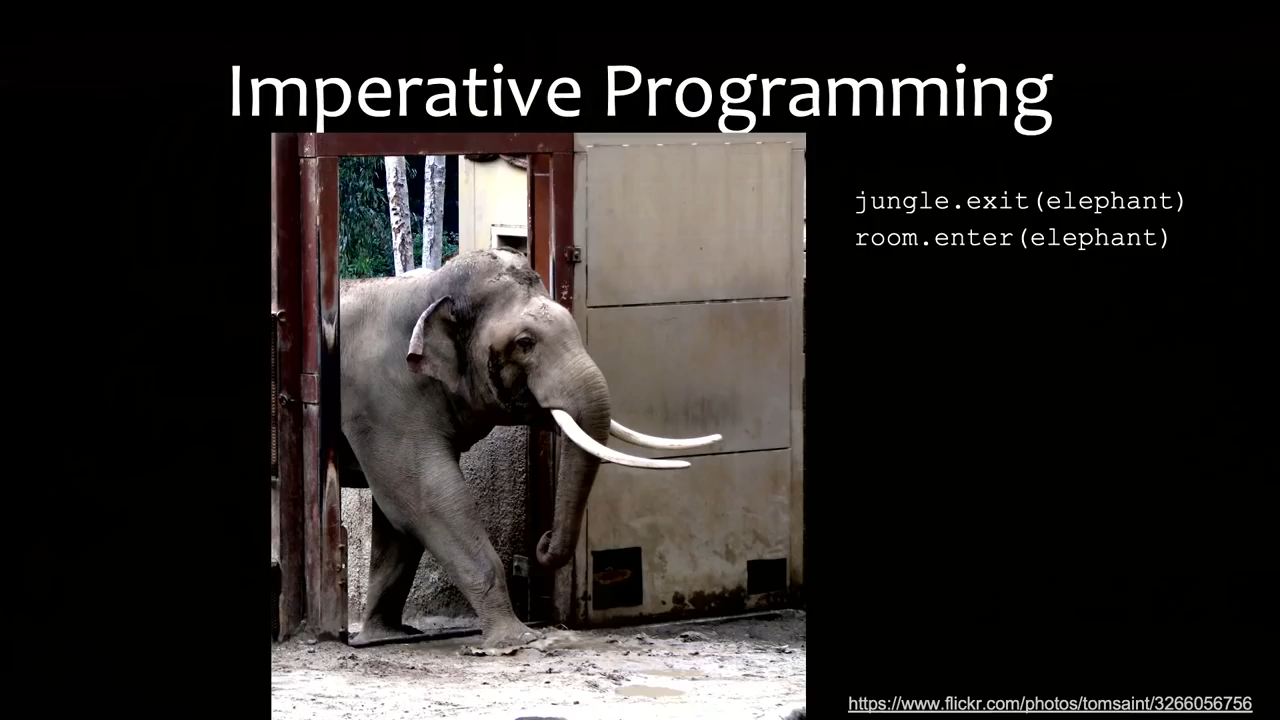 Imperative Programming
jungle.exit(elephant)
room.enter(elephant)
https://www.flickr.com/photos/tomsaint/3266056756